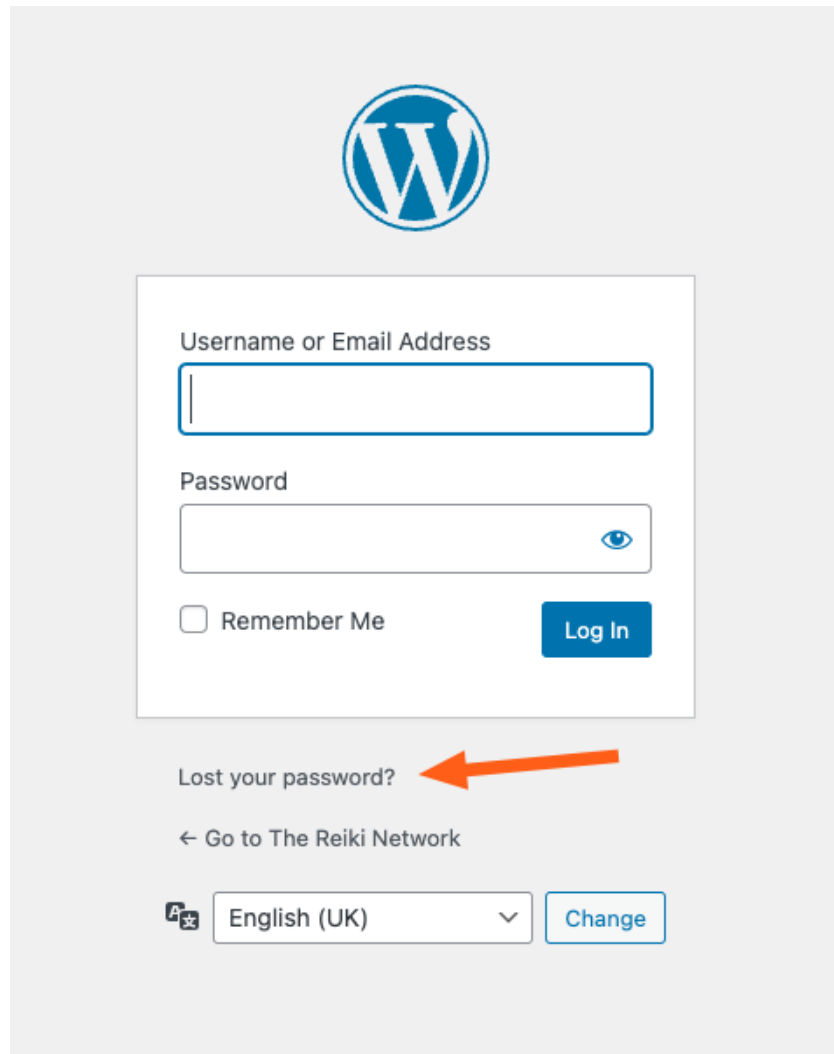 Username or Email Address
Password
Remember Me
Log In
Lost your password?
← Go to The Reiki Network
English (UK)
Change